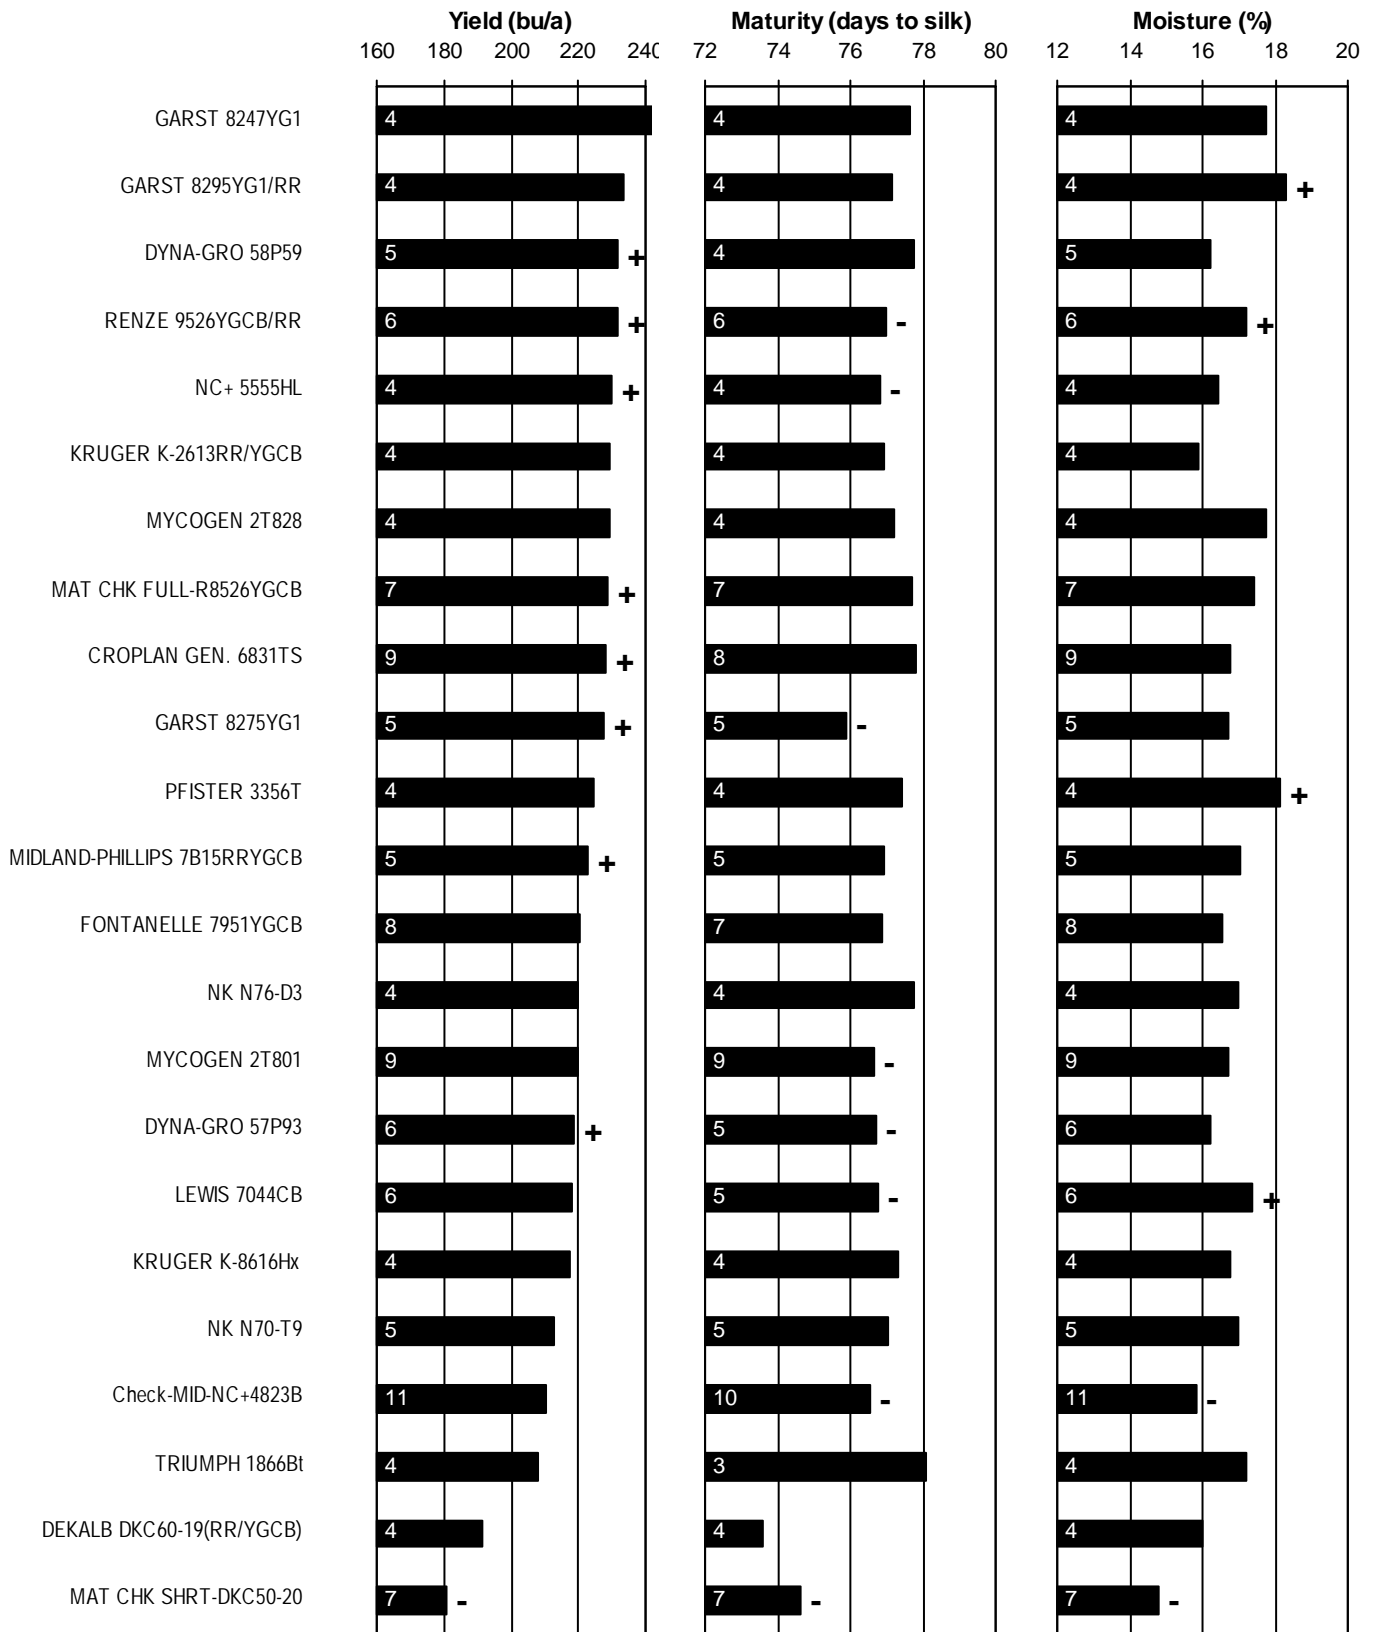 Yield (bu/a) Maturity (days to silk) Moisture (%)
160 180 200 220 240 72 74 76 78 80 12 14 16 18 20
GARST 8247YG1 4 4 4
GARST 8295YG1/RR 4 4 4 +
DYNA-GRO 58P59 5 + 4 5
RENZE 9526YGCB/RR 6 + 6 - 6 +
NC+ 5555HL 4 + 4 - 4
KRUGER K-2613RR/YGCB 4 4 4
MYCOGEN 2T828 4 4 4
MAT CHK FULL-R8526YGCB 7 + 7 7
CROPLAN GEN. 6831TS 9 + 8 9
GARST 8275YG1 5 + 5 - 5
PFISTER 3356T 4 4 4 +
MIDLAND-PHILLIPS 7B15RRYGCB 5 + 5 5
FONTANELLE 7951YGCB 8 7 8
NK N76-D3 4 4 4
MYCOGEN 2T801 9 9 - 9
DYNA-GRO 57P93 6 + 5 - 6
LEWIS 7044CB 6 5 - 6 +
KRUGER K-8616Hx 4 4 4
NK N70-T9 5 5 5
Check-MID-NC+4823B 11 10 - 11 -
TRIUMPH 1866Bt 4 3 4
DEKALB DKC60-19(RR/YGCB) 4 4 4
MAT CHK SHRT-DKC50-20 7 - 7 - 7 -